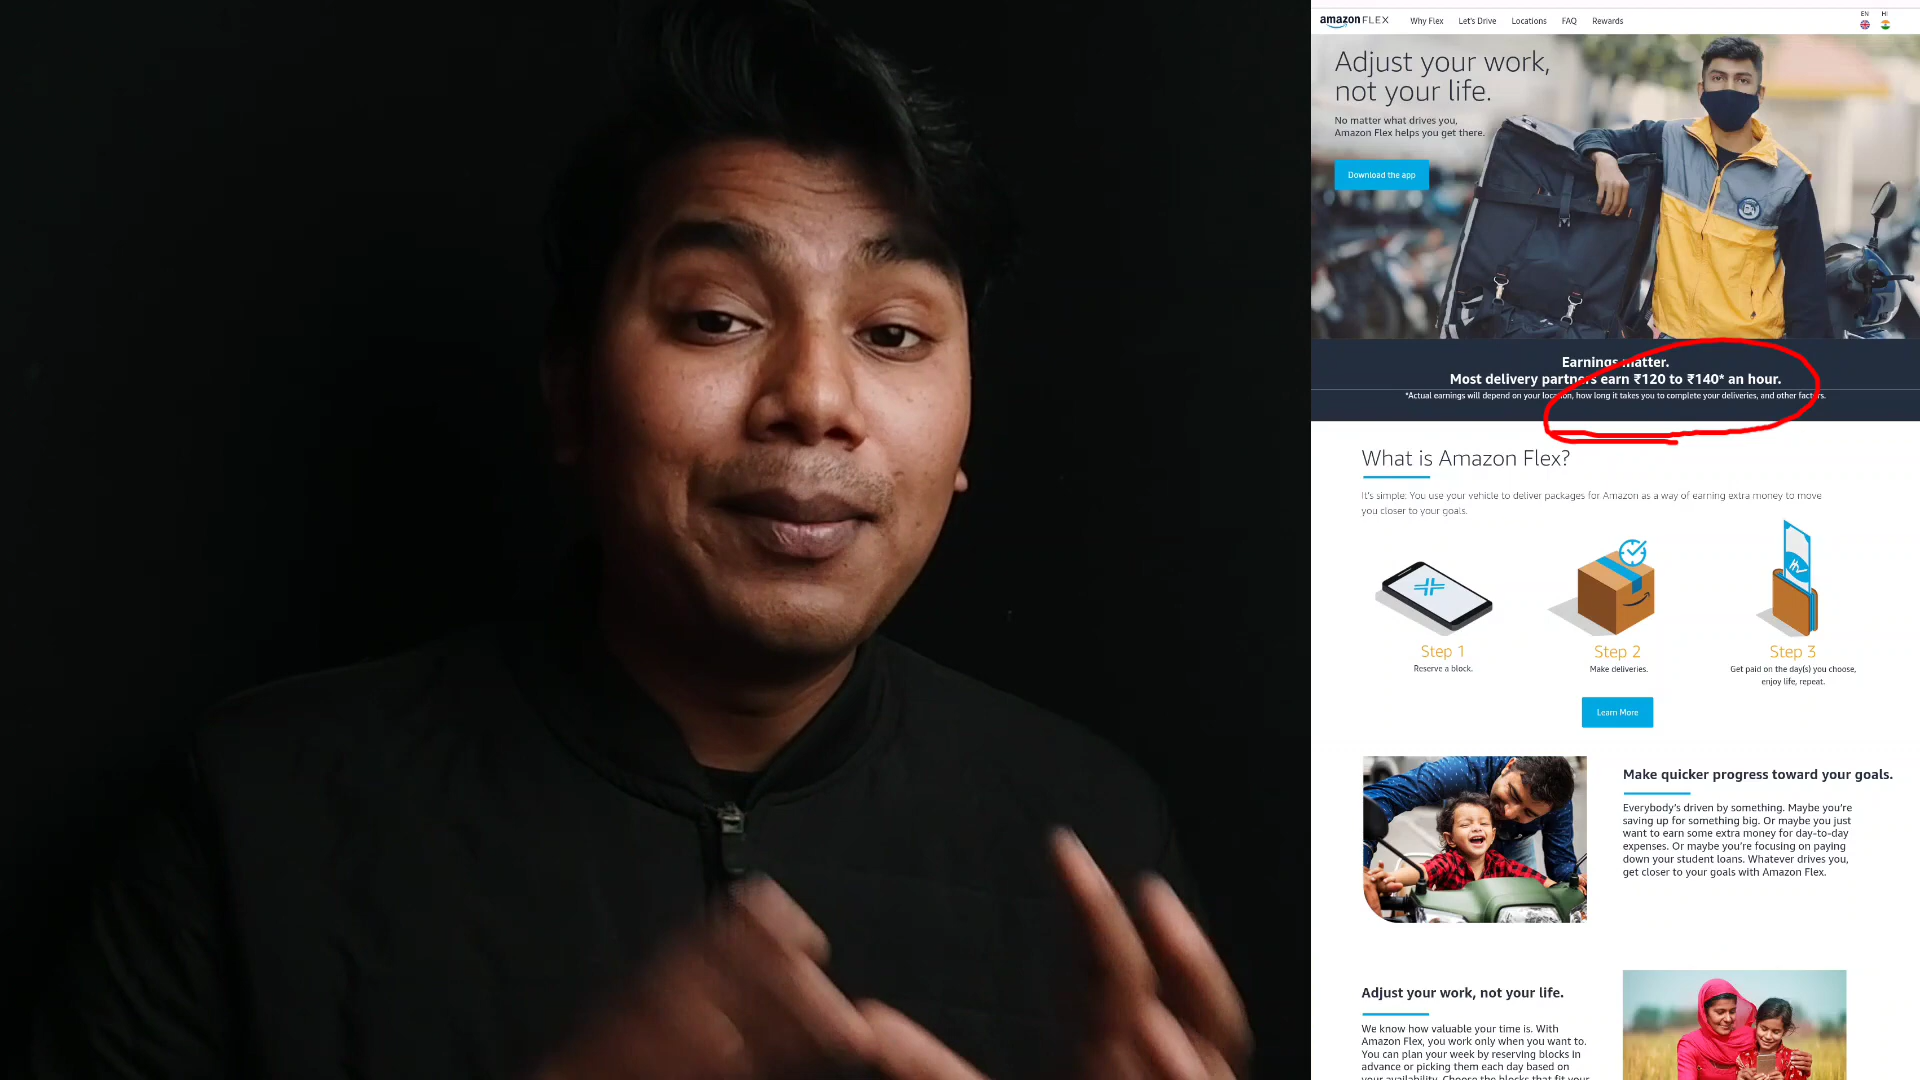 amazon FLEX
Why Flex
Let's Drive
Locations
FAQ
Rewards
EN
HI
Adjust your work,
not your life.
No matter what drives you,
Amazon Flex helps you get there.
Download the app
Earnings matter.
Most delivery partners earn ₹120 to ₹140* an hour.
*Actual earnings will depend on your location, how long it takes you to complete your deliveries, and other factors.
What is Amazon Flex?
It's simple: You use your vehicle to deliver packages for Amazon as a way of earning extra money to move
you closer to your goals.
Step 1
Reserve a block.
Step 2
Make deliveries.
Step 3
Get paid on the day(s) you choose,
enjoy life, repeat.
Learn More
Make quicker progress toward your goals.
Everybody's driven by something. Maybe you're
saving up for something big. Or maybe you just
want to earn some extra money for day-to-day
expenses. Or maybe you're focusing on paying
down your student loans. Whatever drives you,
get closer to your goals with Amazon Flex.
Adjust your work, not your life.
We know how valuable your time is. With
Amazon Flex, you work only when you want to.
You can plan your week by reserving blocks in
advance or picking them each day based on
your availability. Choose the blocks that fit your